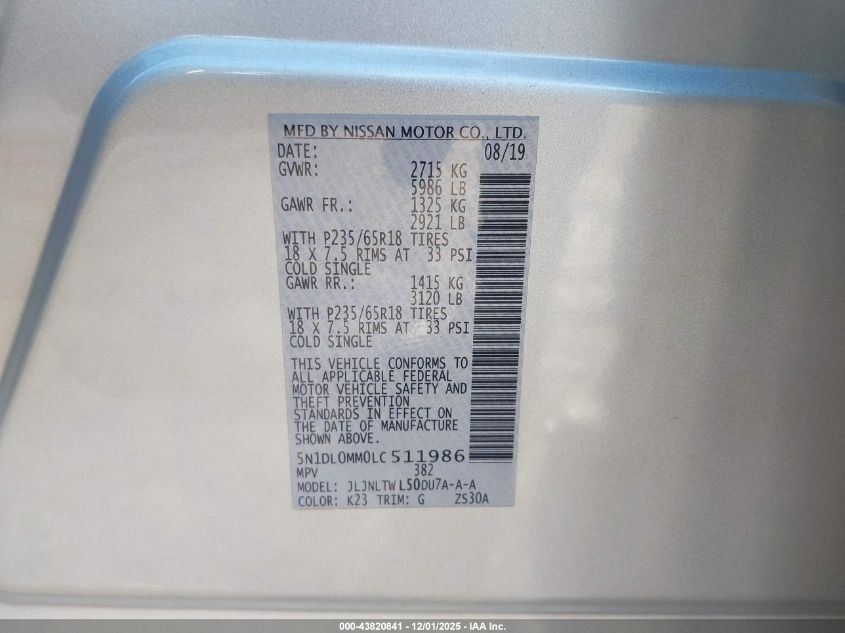 MFD BY NISSAN MOTOR CO., LTD.
DATE: 08/19
GVWR: 2715 KG
5986 LB
GAWR FR.: 1325 KG
2921 LB
WITH P235/65R18 TIRES
18 X 7.5 RIMS AT 33 PSI
COLD SINGLE
GAWR RR.: 1415 KG
3120 LB
WITH P235/65R18 TIRES
18 X 7.5 RIMS AT 33 PSI
COLD SINGLE
THIS VEHICLE CONFORMS TO
ALL APPLICABLE FEDERAL
MOTOR VEHICLE SAFETY AND
THEFT PREVENTION
STANDARDS IN EFFECT ON
THE DATE OF MANUFACTURE
SHOWN ABOVE.
5N1DL0MM0LC511986
MPV 382
MODEL: JLJNLTWL50DU7A-A-A
COLOR: K23 TRIM: G ZS30A
000-43820841 - 12/01/2025 - IAA Inc.